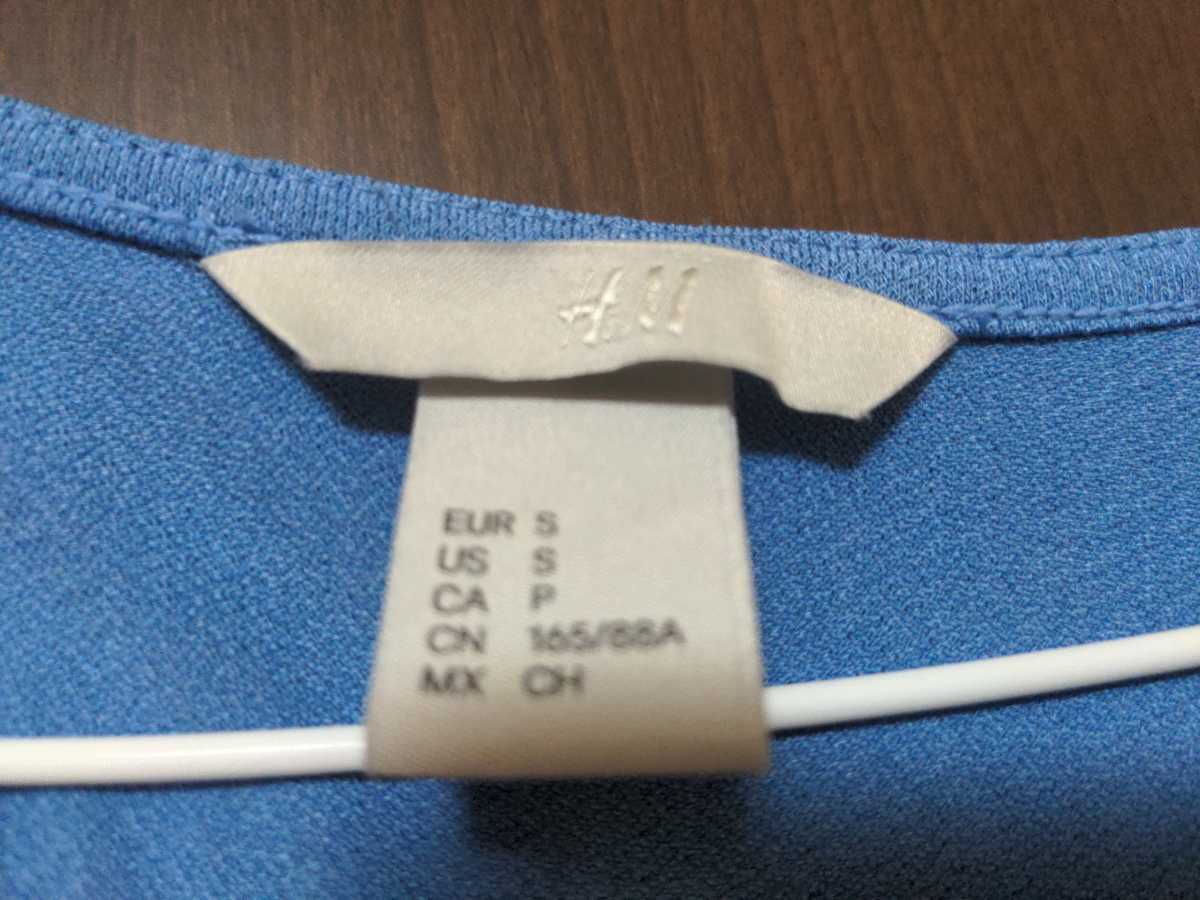 H&M
EUR S
US S
CA P
CN 165/88A
MX CH